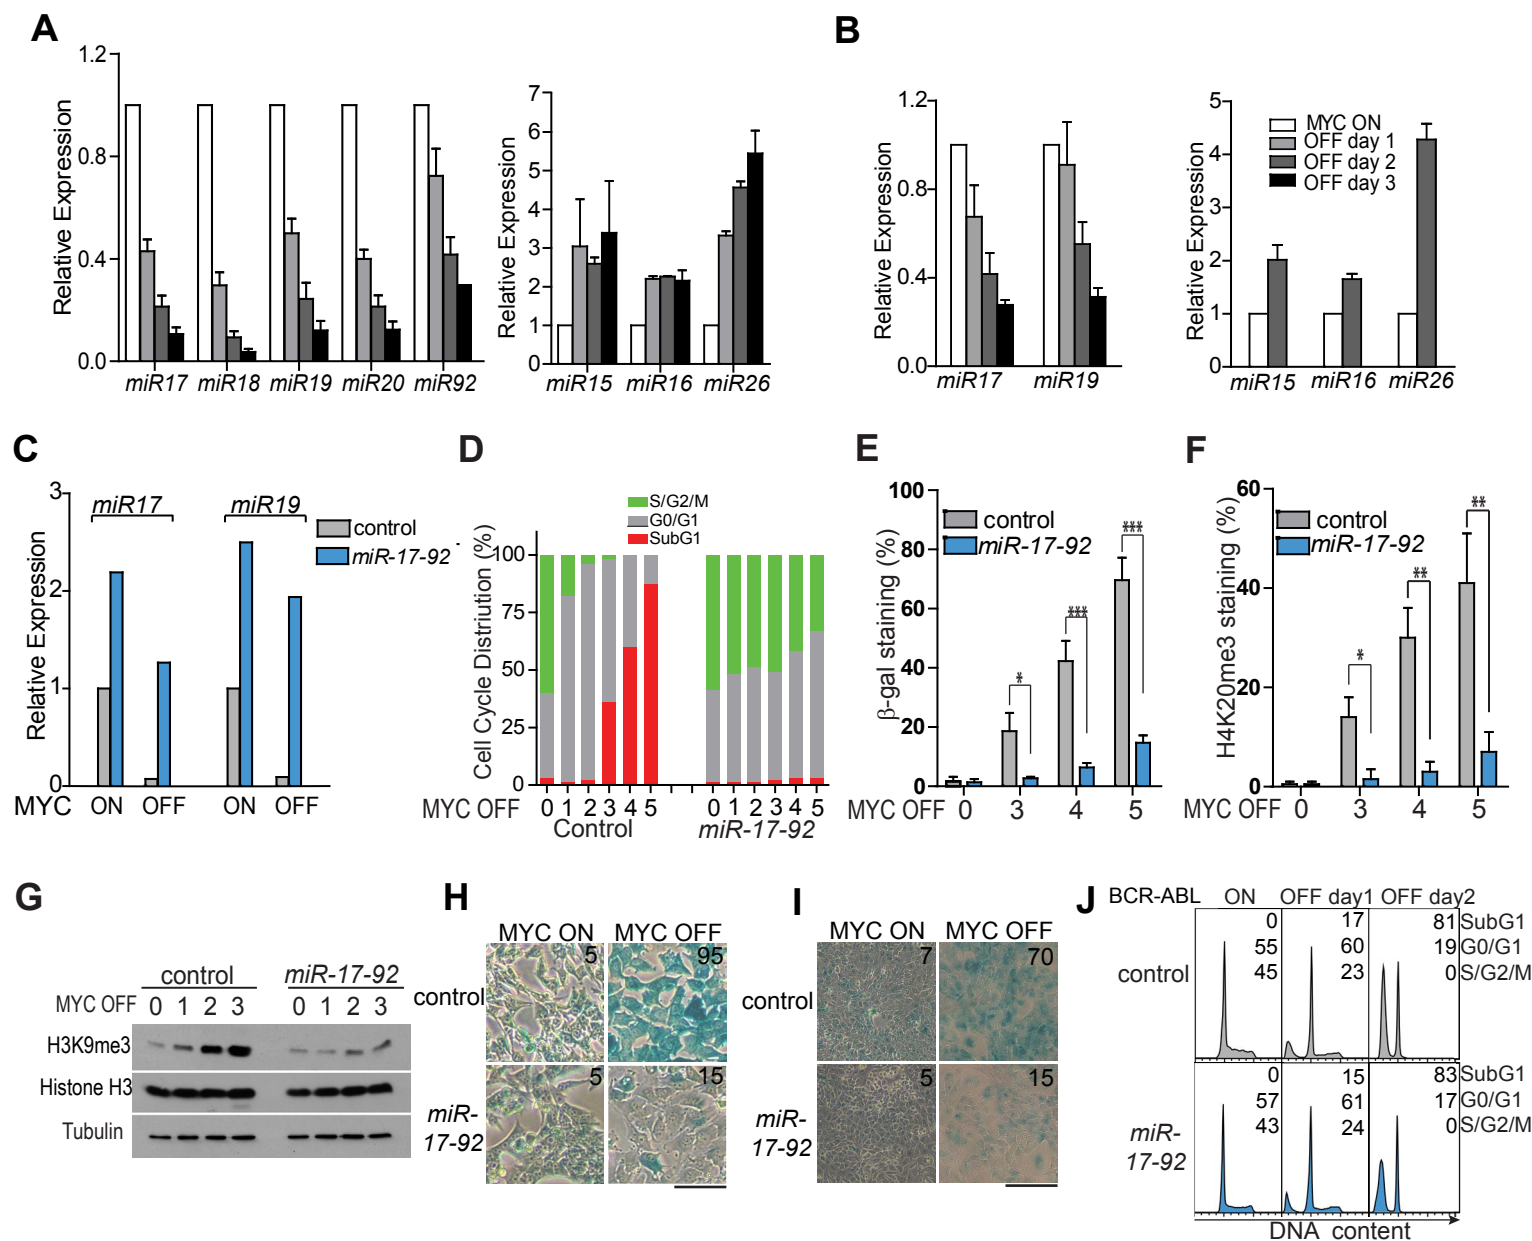 A
1.2
0.8
0.4
0.0
Relative Expression
miR17 miR18 miR19 miR20 miR92
7
6
5
4
3
2
1
0
Relative Expression
miR15 miR16 miR26
B
1.2
0.8
0.4
0.0
Relative Expression
miR17 miR19
5
4
3
2
1
0
Relative Expression
MYC ON
OFF day 1
OFF day 2
OFF day 3
miR15 miR16 miR26
C
3
2
1
0
Relative Expression
miR17 miR19
control
miR-17-92
MYC ON OFF ON OFF
D
S/G2/M
G0/G1
SubG1
100
75
50
25
0
Cell Cycle Distriution (%)
MYC OFF 0 1 2 3 4 5 0 1 2 3 4 5
Control miR-17-92
E
100
80
60
40
20
0
β-gal staining (%)
control
miR-17-92
* *** ***
MYC OFF 0 3 4 5
F
60
40
20
0
H4K20me3 staining (%)
control
miR-17-92
* ** **
MYC OFF 0 3 4 5
G
control miR-17-92
MYC OFF 0 1 2 3 0 1 2 3
H3K9me3
Histone H3
Tubulin
H
MYC ON MYC OFF
control
5 95
miR-
17-92
5 15
I
MYC ON MYC OFF
control
7 70
miR-
17-92
5 15
J
BCR-ABL ON OFF day1 OFF day2
control
0 17 81 SubG1
55 60 19 G0/G1
45 23 0 S/G2/M
miR-
17-92
0 15 83 SubG1
57 61 17 G0/G1
43 24 0 S/G2/M
DNA content